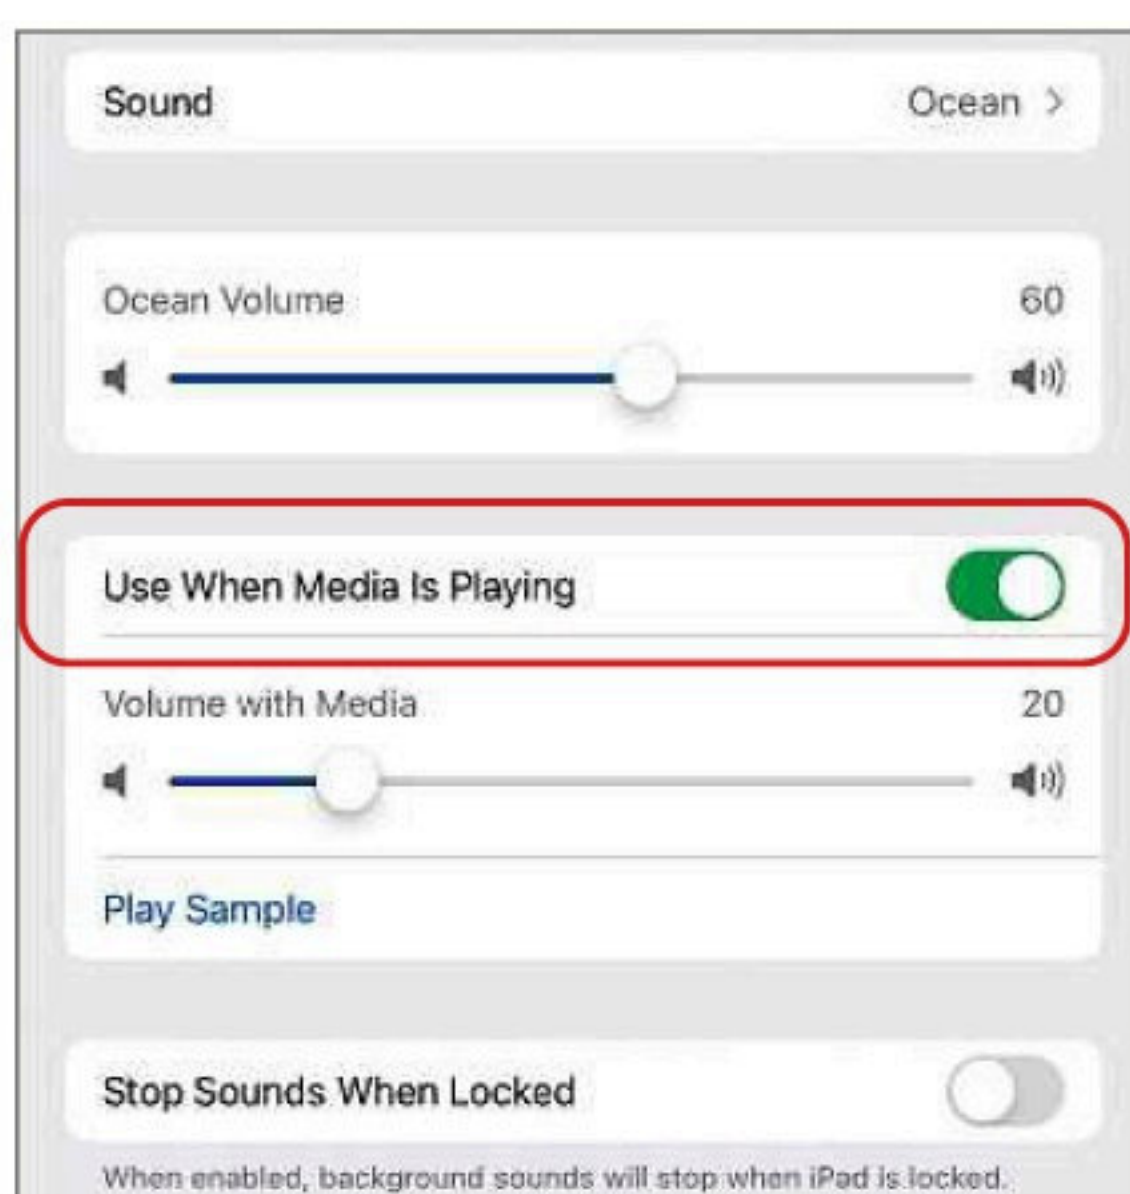 Sound
Ocean >
Ocean Volume
60
Use When Media Is Playing
Volume with Media
20
Play Sample
Stop Sounds When Locked
When enabled, background sounds will stop when iPad is locked.